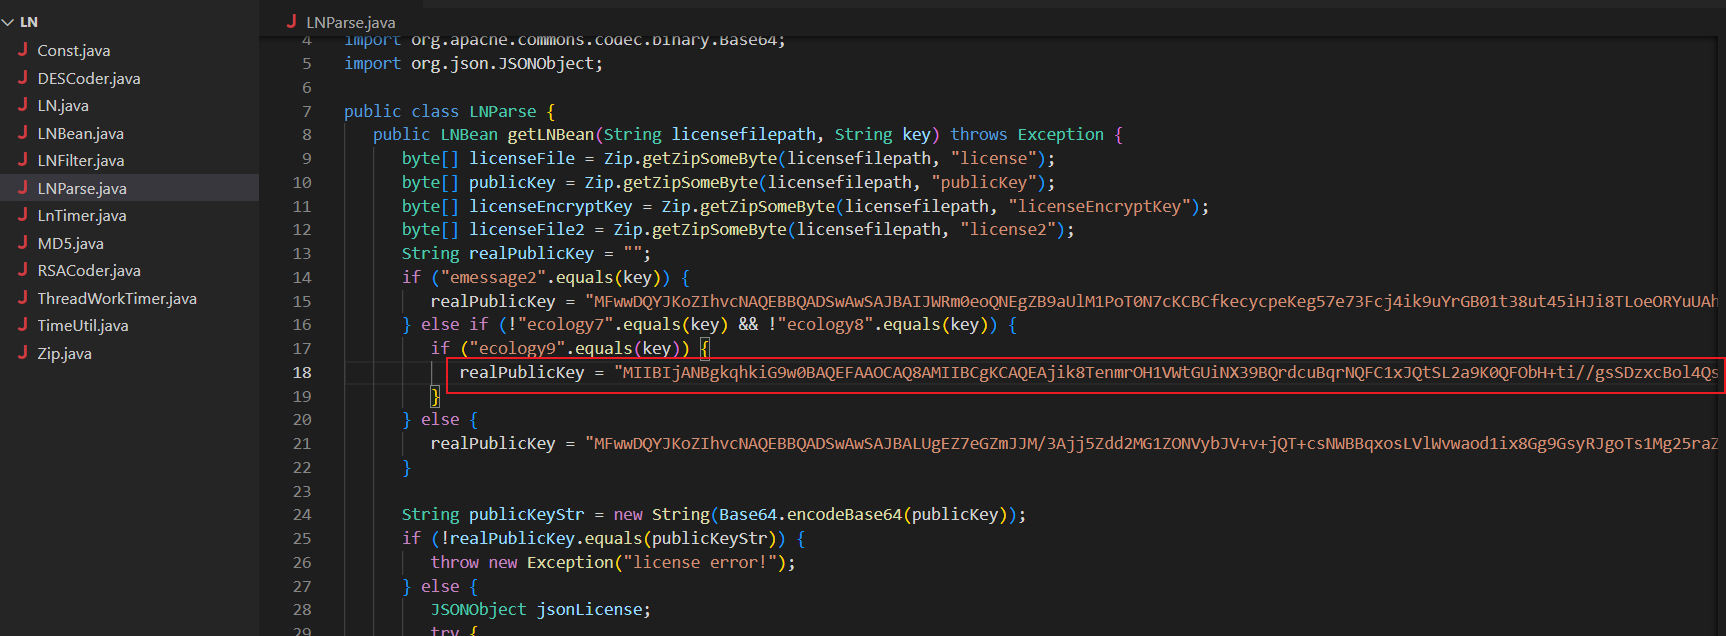 LN
Const.java
DESCoder.java
LN.java
LNBean.java
LNFilter.java
LNParse.java
LnTimer.java
MD5.java
RSACoder.java
ThreadWorkTimer.java
TimeUtil.java
Zip.java
LNParse.java
4 import org.apache.commons.codec.binary.Base64;
5 import org.json.JSONObject;
6
7 public class LNParse {
8 public LNBean getLNBean(String licensefilepath, String key) throws Exception {
9 byte[] licenseFile = Zip.getZipSomeByte(licensefilepath, "license");
10 byte[] publicKey = Zip.getZipSomeByte(licensefilepath, "publicKey");
11 byte[] licenseEncryptKey = Zip.getZipSomeByte(licensefilepath, "licenseEncryptKey");
12 byte[] licenseFile2 = Zip.getZipSomeByte(licensefilepath, "license2");
13 String realPublicKey = "";
14 if ("emessage2".equals(key)) {
15 realPublicKey = "MFwwDQYJKoZIhvcNAQEBBQADSwAwSAJBAIJWRm0eoQNEgZB9aUlM1PoT0N7cKCBCfkecycpeKeg57e73Fcj4ik9uYrGB01t38ut45iHJi8TLoeORYuUAh
16 } else if (!"ecology7".equals(key) && !"ecology8".equals(key)) {
17 if ("ecology9".equals(key)) {
18 realPublicKey = "MIIBIjANBgkqhkiG9w0BAQEFAAOCAQ8AMIIBCgKCAQEAjik8TenmrOH1VWtGUiNX39BQrdcuBqrNQFC1xJQtSL2a9K0QFObH+ti//gsSDzxcBol4Qs
19 }
20 } else {
21 realPublicKey = "MFwwDQYJKoZIhvcNAQEBBQADSwAwSAJBALUgEZ7eGZmJJM/3Ajj5Zdd2MG1ZONVybJV+v+jQT+csNWBBqxosLVlWvwaod1ix8Gg9GsyRJgoTs1Mg25raZ
22 }
23
24 String publicKeyStr = new String(Base64.encodeBase64(publicKey));
25 if (!realPublicKey.equals(publicKeyStr)) {
26 throw new Exception("license error!");
27 } else {
28 JSONObject jsonLicense;
29 try {